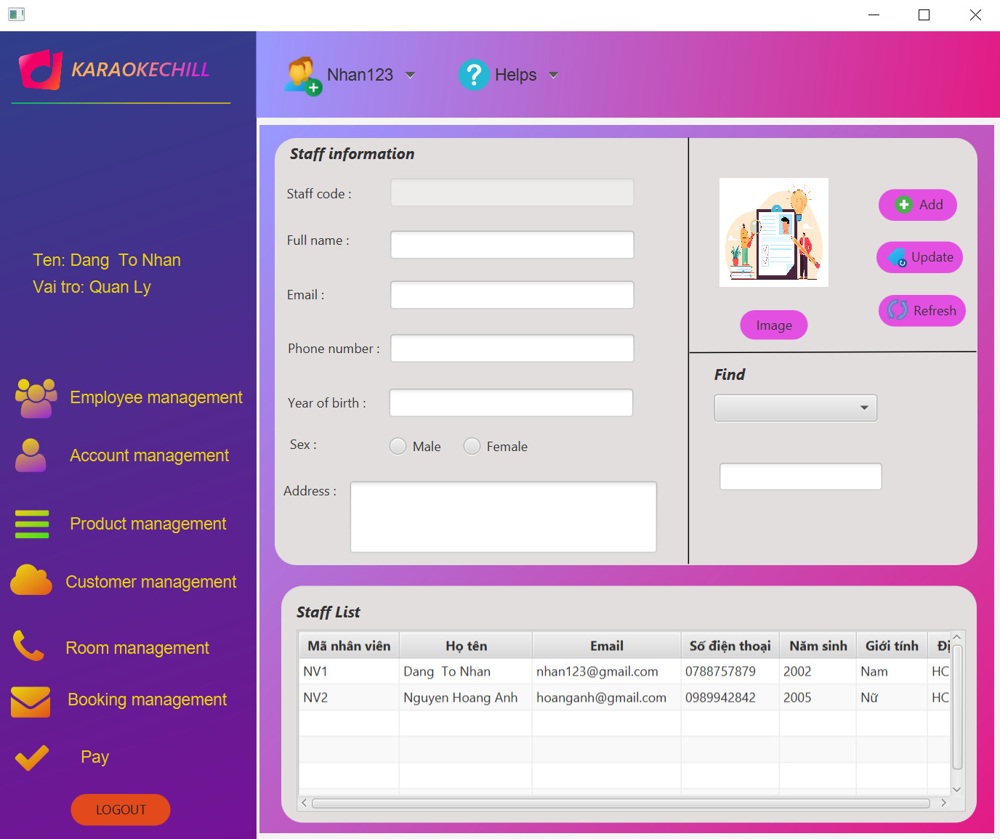 KARAOKECHILL
Nhan123
Helps
Ten: Dang  To Nhan
Vai tro: Quan Ly
Employee management
Account management
Product management
Customer management
Room management
Booking management
Pay
LOGOUT
Staff information
Staff code :
Full name :
Email :
Phone number :
Year of birth :
Sex :
Male
Female
Address :
Image
Add
Update
Refresh
Find
Staff List
Mã nhân viên Họ tên Email Số điện thoại Năm sinh Giới tính Đị
NV1 Dang  To Nhan nhan123@gmail.com 0788757879 2002 Nam HC
NV2 Nguyen Hoang Anh hoanganh@gmail.com 0989942842 2005 Nữ HC